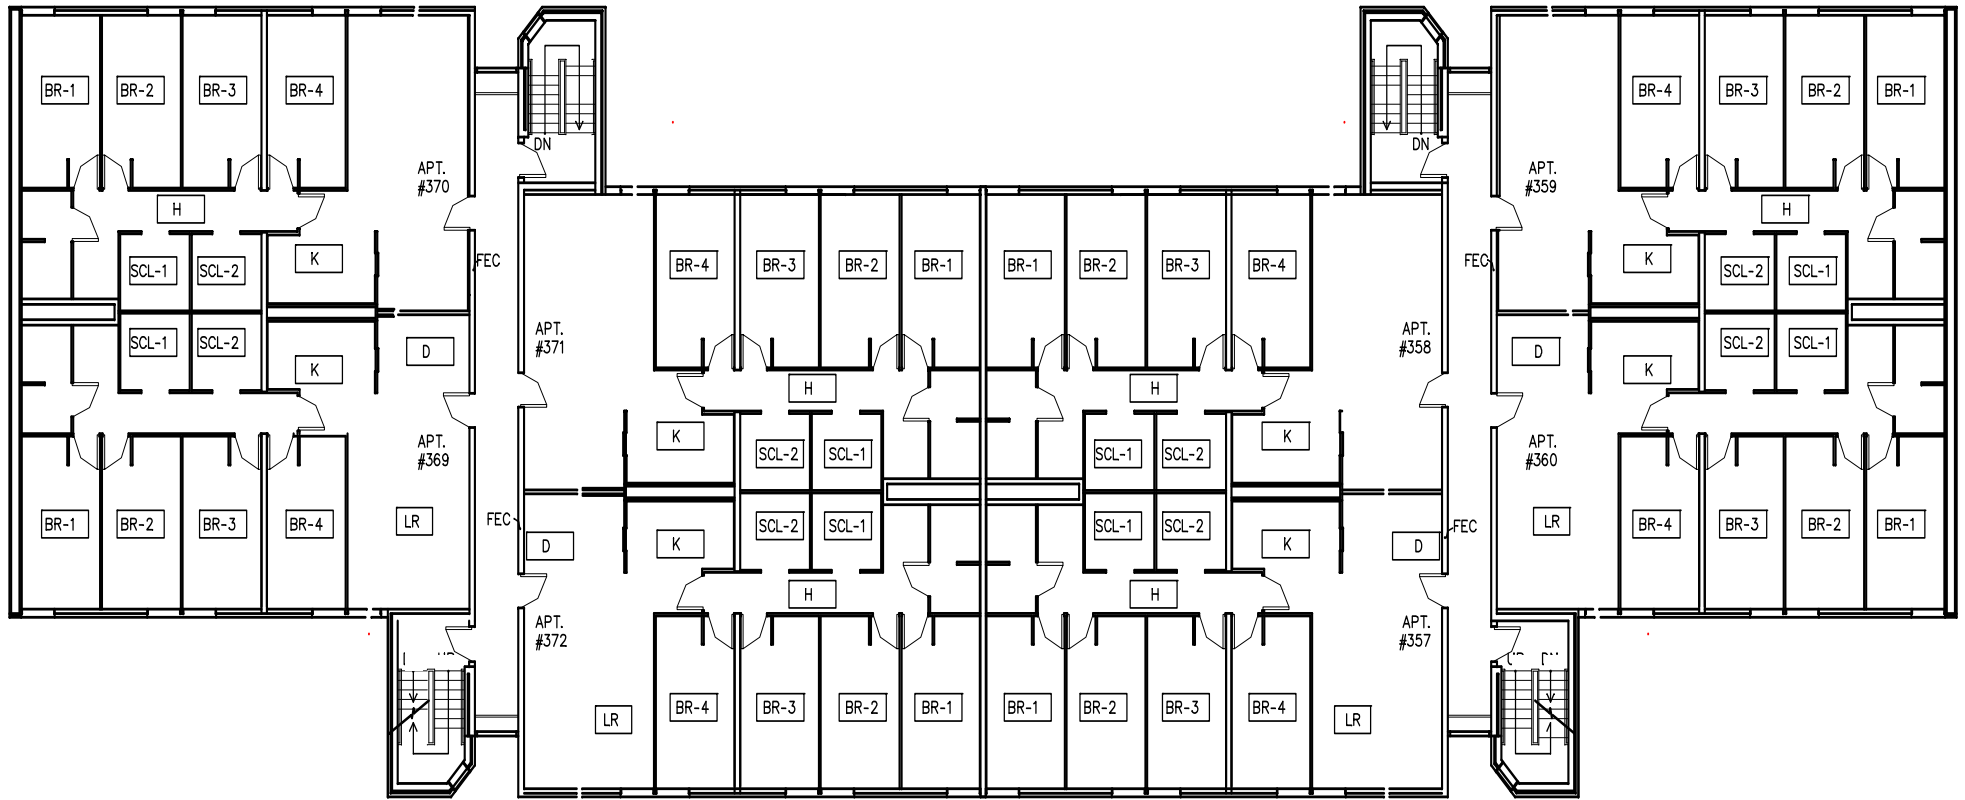 BR-1 BR-2 BR-3 BR-4
BR-4 BR-3 BR-2 BR-1
DN
DN
APT.
#370
APT.
#359
H
H
SCL-1 SCL-2 K
FEC
FEC
K SCL-2 SCL-1
BR-4 BR-3 BR-2 BR-1 BR-1 BR-2 BR-3 BR-4
APT.
#371
APT.
#358
SCL-1 SCL-2 K D
D K SCL-2 SCL-1
H
H
APT.
#369
APT.
#360
K SCL-2 SCL-1 SCL-1 SCL-2 K
BR-1 BR-2 BR-3 BR-4 LR
LR BR-4 BR-3 BR-2 BR-1
FEC
FEC
D K SCL-2 SCL-1 SCL-1 SCL-2 K D
H
H
APT.
#372
APT.
#357
LR BR-4 BR-3 BR-2 BR-1 BR-1 BR-2 BR-3 BR-4 LR